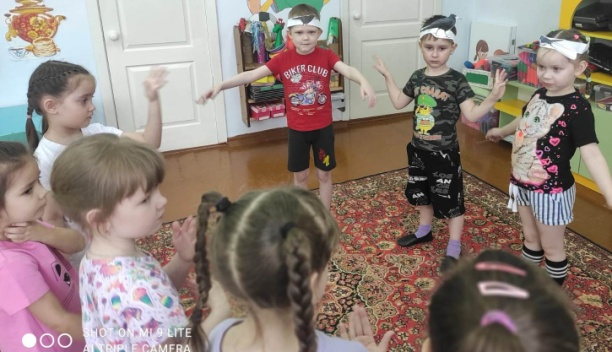 BIKER CLUB
SHOT ON MI 9 LITE
AI TRIPLE CAMERA